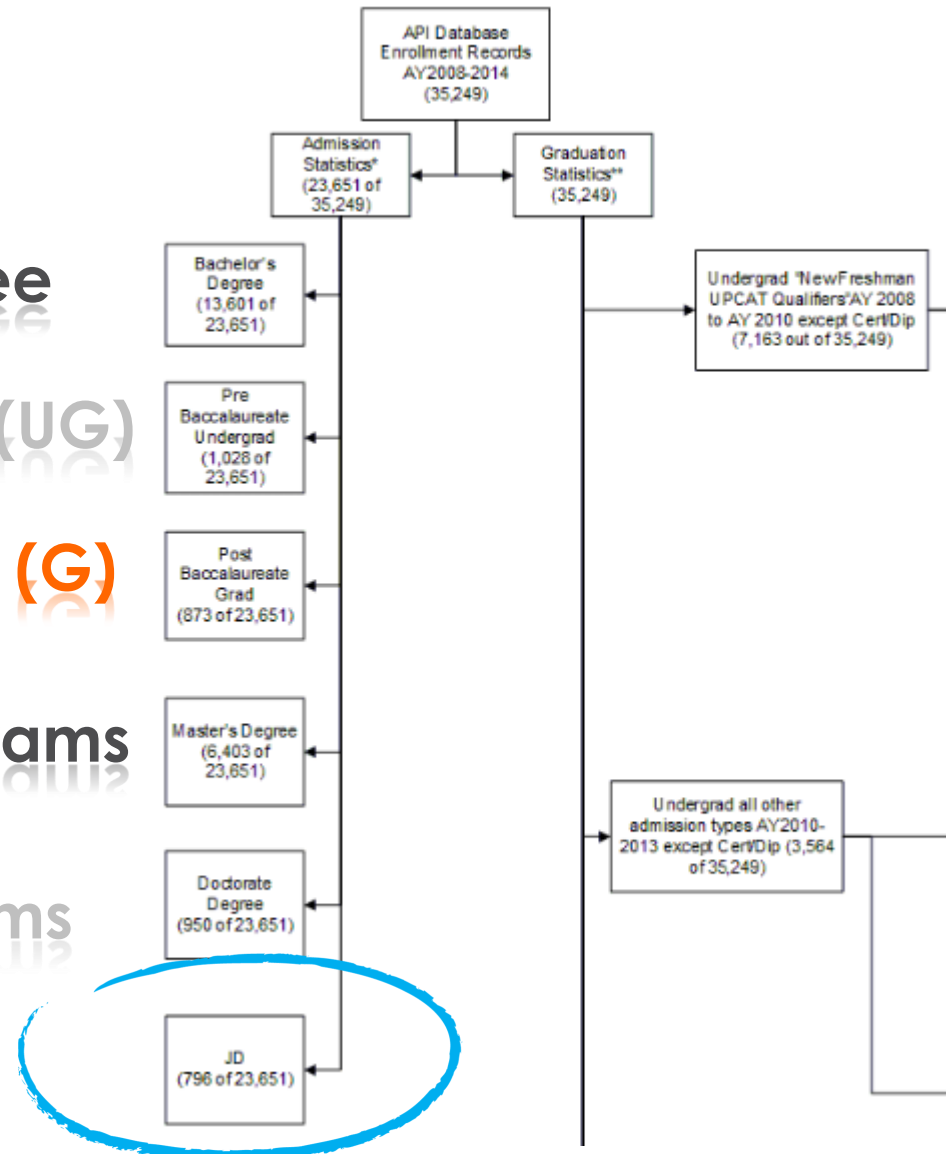 API Database
Enrollment Records
AY2008-2014
(35,249)
Admission
Statistics*
(23,651 of
35,249)
Graduation
Statistics**
(35,249)
ee
Bachelor's
Degree
(13,601 of
23,651)
Undergrad "NewFreshman
UPCAT Qualifiers"AY 2008
to AY 2010 except Cert/Dip
(7,163 out of 35,249)
(UG)
Pre
Baccalaureate
Undergrad
(1,028 of
23,651)
(G)
Post
Baccalaureate
Grad
(873 of 23,651)
ams
Master's Degree
(6,403 of
23,651)
Undergrad all other
admission types AY2010-
2013 except Cert/Dip (3,564
of 35,249)
ms
Doctorate
Degree
(950 of 23,651)
JD
(796 of 23,651)